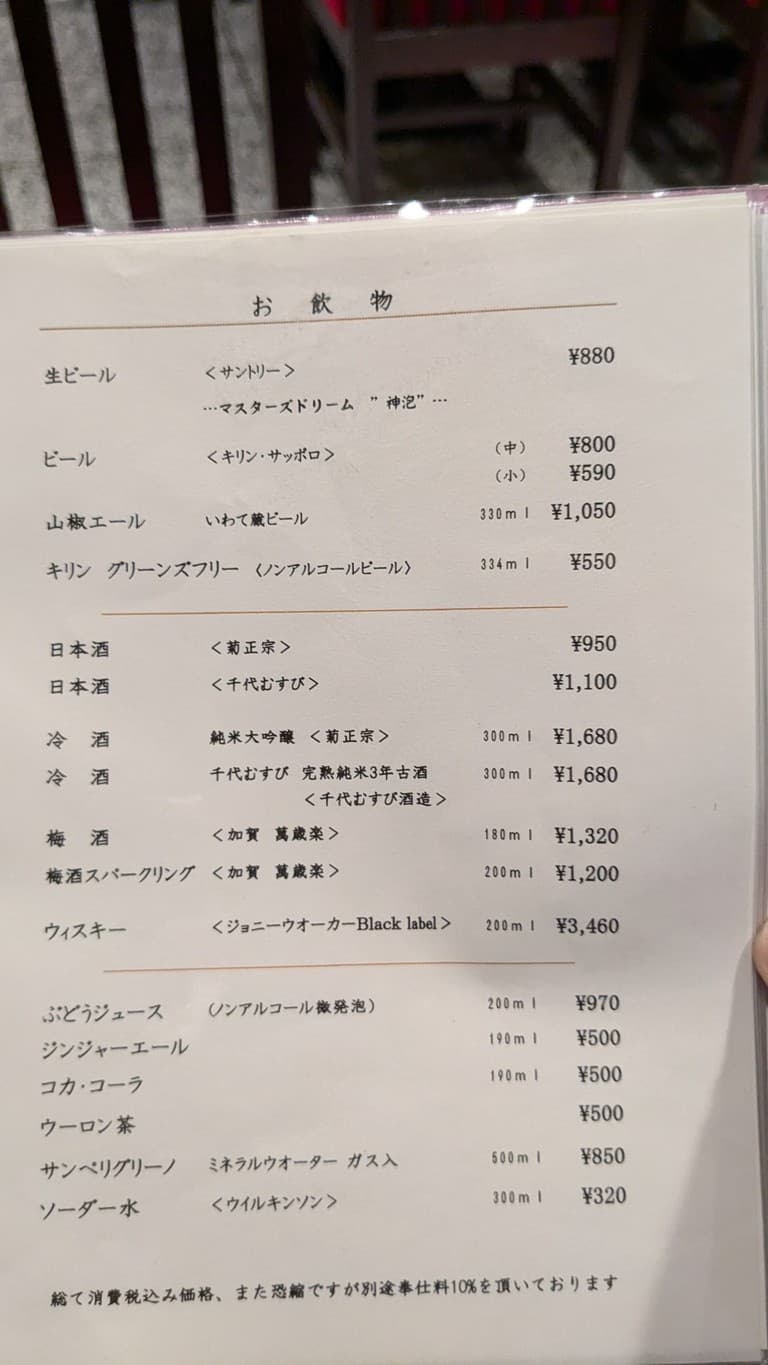 お飲物
生ビール <サントリー> ¥880
…マスターズドリーム ”神泡”…
ビール <キリン・サッポロ> (中) ¥800
(小) ¥590
山椒エール いわて蔵ビール 330ml ¥1,050
キリン グリーンズフリー 〈ノンアルコールビール〉 334ml ¥550
日本酒 <菊正宗> ¥950
日本酒 <千代むすび> ¥1,100
冷酒 純米大吟醸 <菊正宗> 300ml ¥1,680
冷酒 千代むすび 完熟純米3年古酒 300ml ¥1,680
<千代むすび酒造>
梅酒 <加賀 萬歳楽> 180ml ¥1,320
梅酒スパークリング <加賀 萬歳楽> 200ml ¥1,200
ウィスキー <ジョニーウオーカーBlack label> 200ml ¥3,460
ぶどうジュース (ノンアルコール微発泡) 200ml ¥970
ジンジャーエール 190ml ¥500
コカ・コーラ 190ml ¥500
ウーロン茶 ¥500
サンペリグリーノ ミネラルウオーター ガス入 500ml ¥850
ソーダー水 <ウイルキンソン> 300ml ¥320
総て消費税込み価格、また恐縮ですが別途奉仕料10%を頂いております